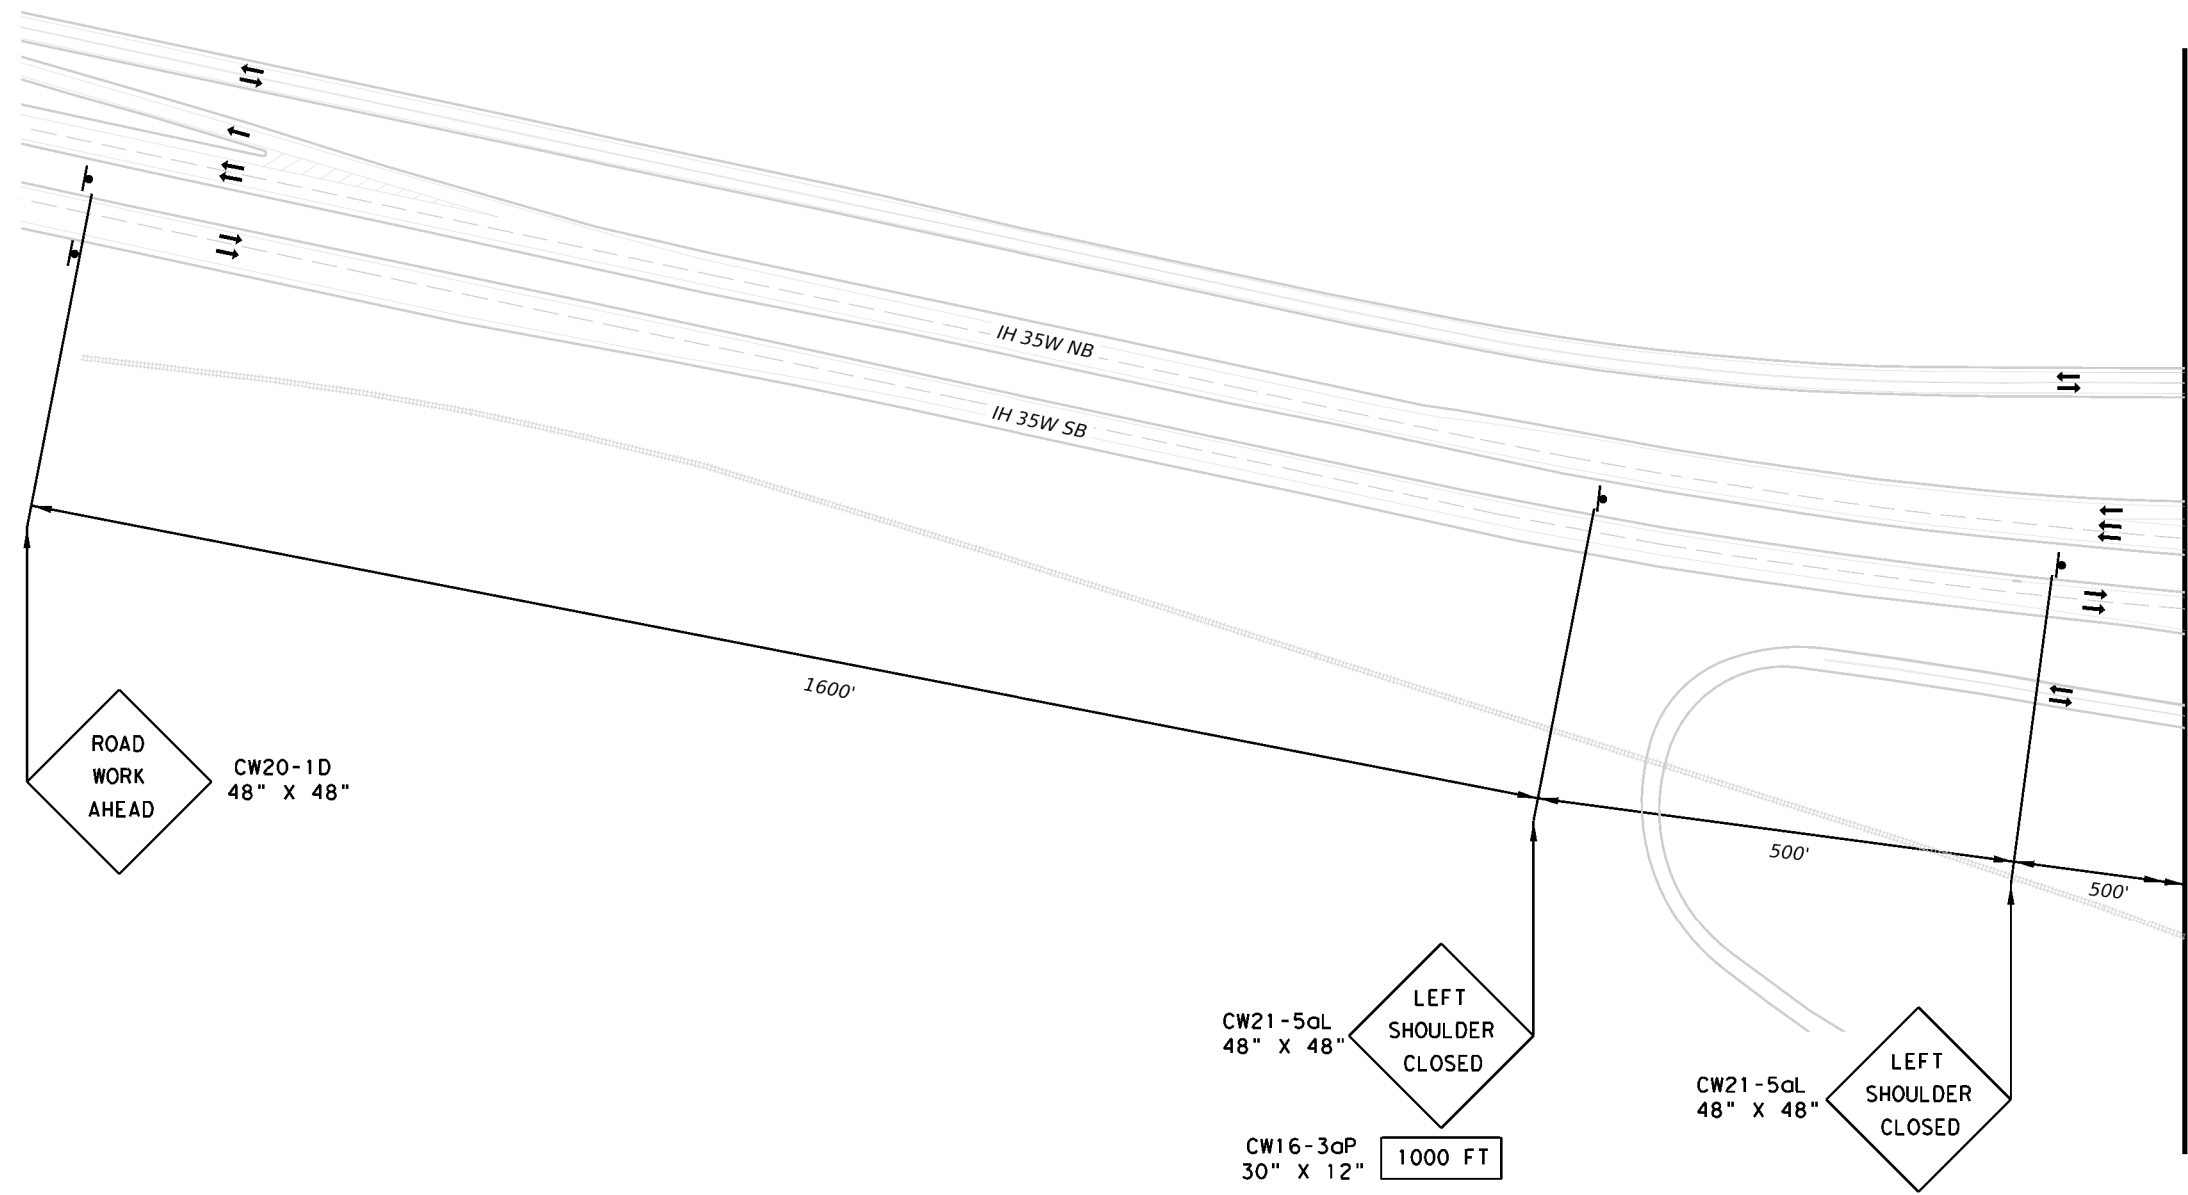 IH 35W NB
IH 35W SB
1600'
500'
500'
ROAD
WORK
AHEAD
CW20-1D
48" X 48"
CW21-5aL
48" X 48"
LEFT
SHOULDER
CLOSED
CW16-3aP
30" X 12"
1000 FT
CW21-5aL
48" X 48"
LEFT
SHOULDER
CLOSED